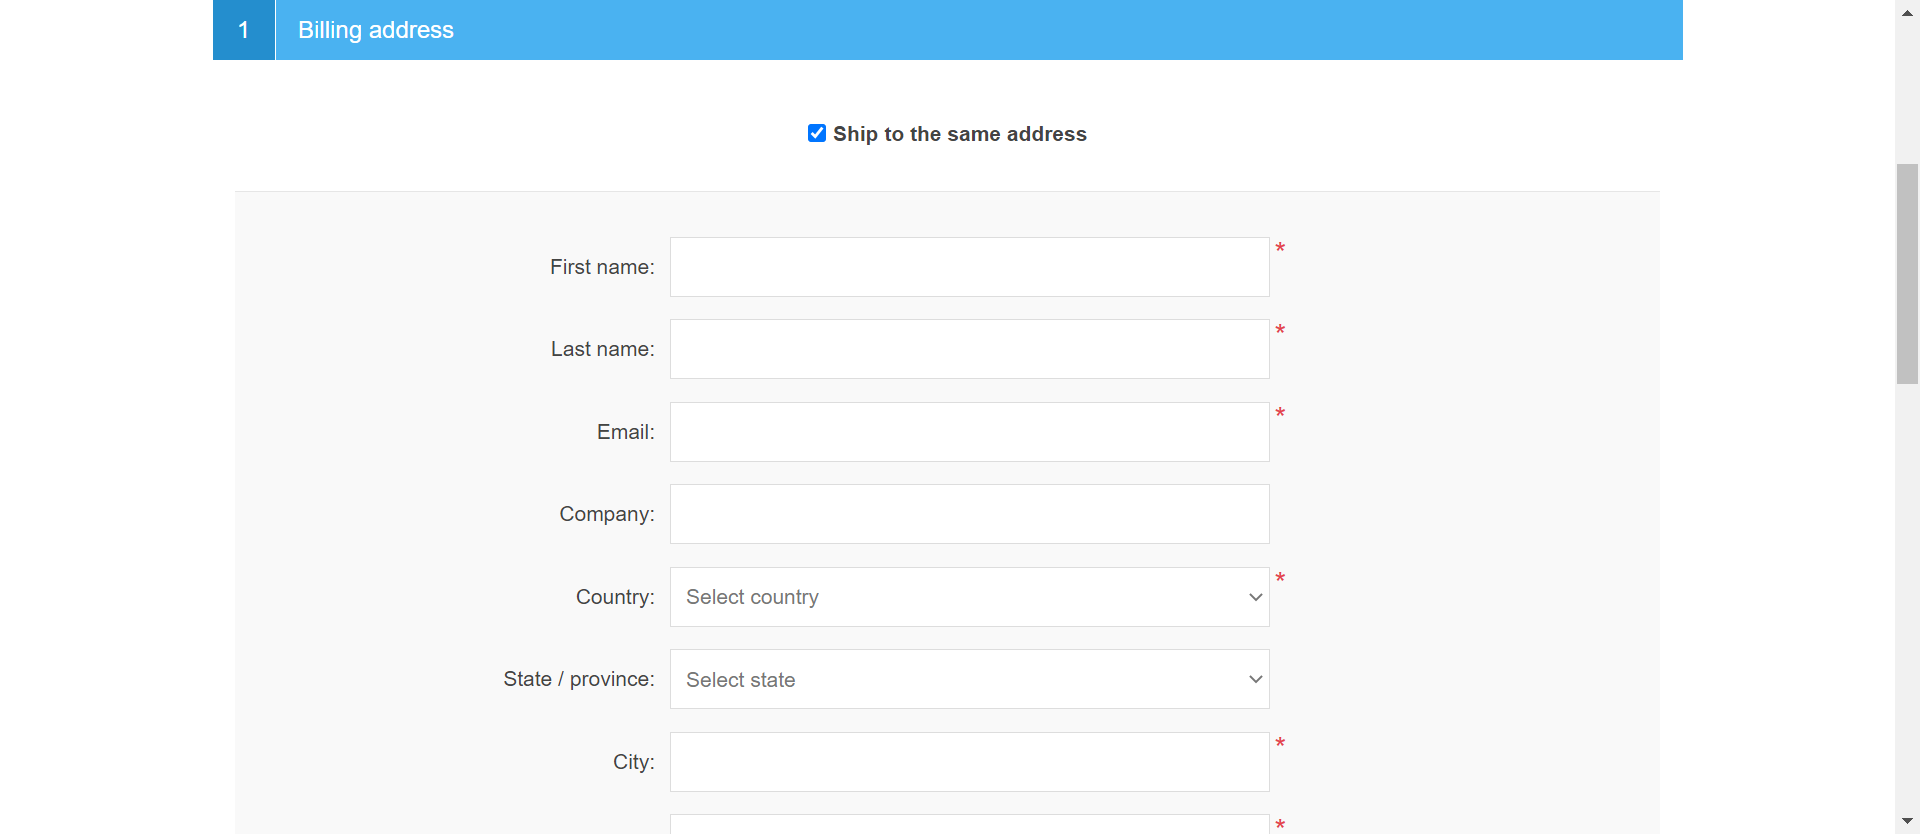 1 Billing address
Ship to the same address
First name: *
Last name: *
Email: *
Company:
Country: Select country *
State / province: Select state
City: *
*